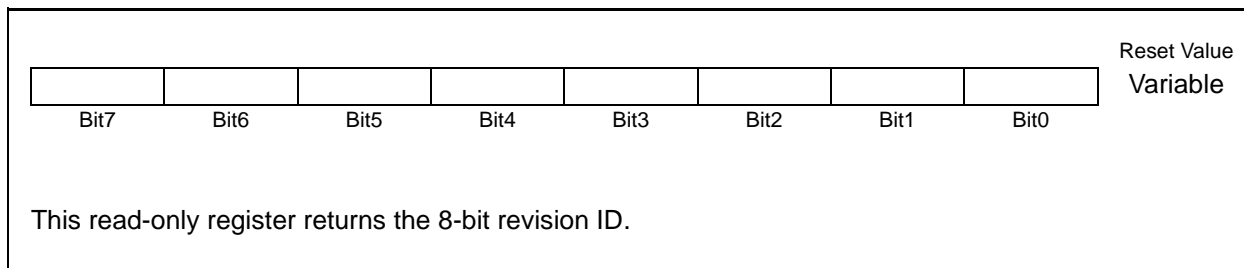 Reset Value
Variable
Bit7 Bit6 Bit5 Bit4 Bit3 Bit2 Bit1 Bit0
This read-only register returns the 8-bit revision ID.